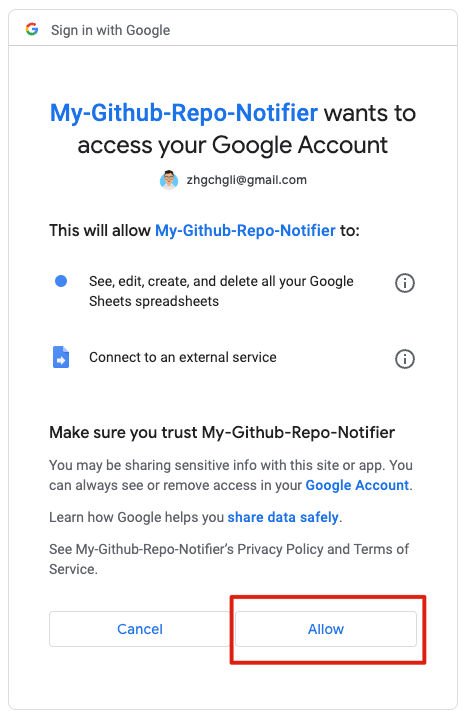 Sign in with Google
My-Github-Repo-Notifier wants to
access your Google Account
zhgchgli@gmail.com
This will allow My-Github-Repo-Notifier to:
See, edit, create, and delete all your Google
Sheets spreadsheets
Connect to an external service
Make sure you trust My-Github-Repo-Notifier
You may be sharing sensitive info with this site or app. You
can always see or remove access in your Google Account.
Learn how Google helps you share data safely.
See My-Github-Repo-Notifier's Privacy Policy and Terms of
Service.
Cancel Allow